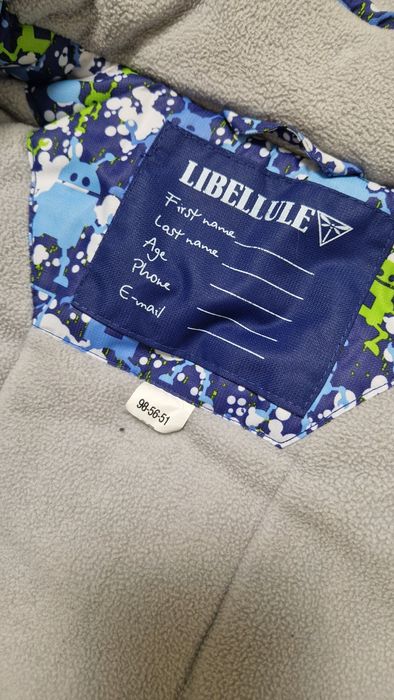 LIBELLULE
First name
Last name
Age
Phone
E-mail
98-56-51